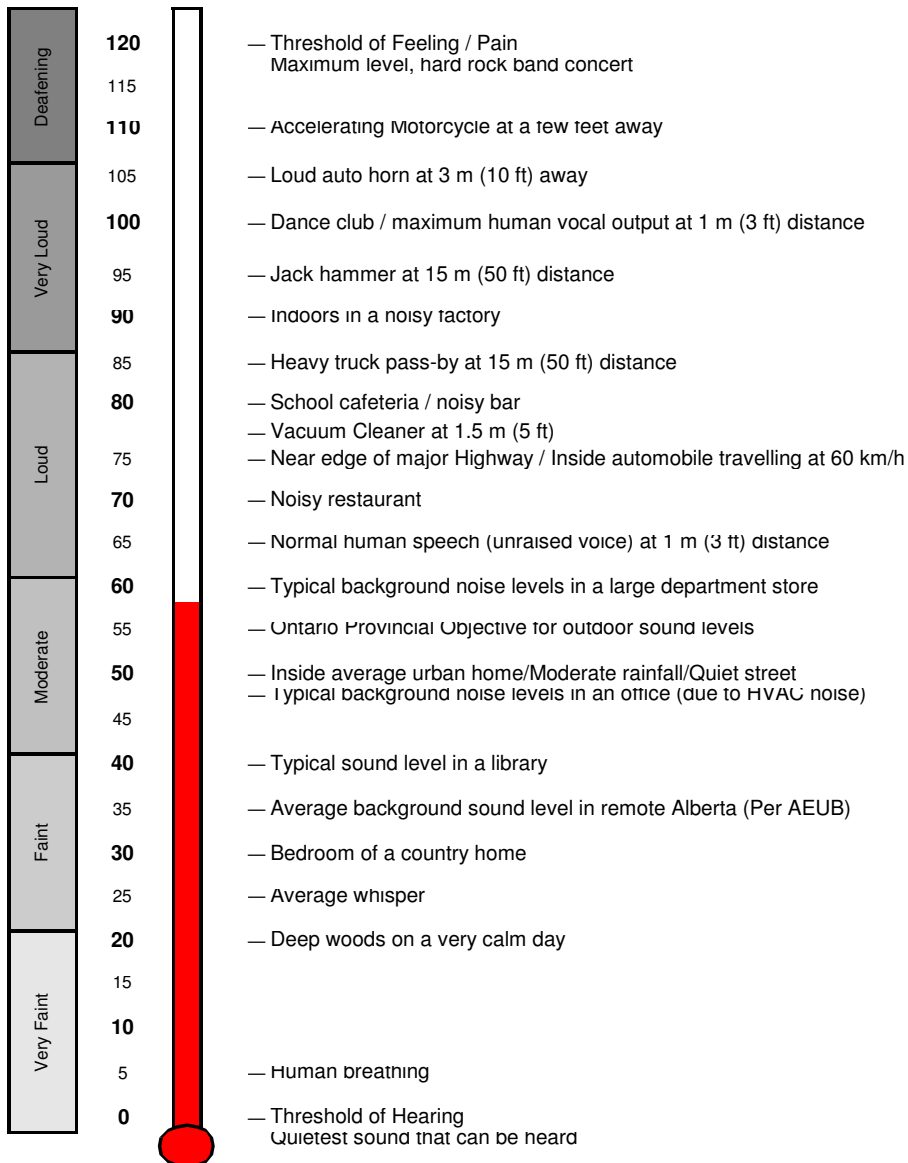 Deafening
120 — Threshold of Feeling / Pain
Maximum level, hard rock band concert
115
110 — Accelerating Motorcycle at a few feet away
Very Loud
105 — Loud auto horn at 3 m (10 ft) away
100 — Dance club / maximum human vocal output at 1 m (3 ft) distance
95 — Jack hammer at 15 m (50 ft) distance
90 — Indoors in a noisy factory
Loud
85 — Heavy truck pass-by at 15 m (50 ft) distance
80 — School cafeteria / noisy bar
— Vacuum Cleaner at 1.5 m (5 ft)
75 — Near edge of major Highway / Inside automobile travelling at 60 km/h
70 — Noisy restaurant
65 — Normal human speech (unraised voice) at 1 m (3 ft) distance
Moderate
60 — Typical background noise levels in a large department store
55 — Ontario Provincial Objective for outdoor sound levels
50 — Inside average urban home/Moderate rainfall/Quiet street
— Typical background noise levels in an office (due to HVAC noise)
45
Faint
40 — Typical sound level in a library
35 — Average background sound level in remote Alberta (Per AEUB)
30 — Bedroom of a country home
25 — Average whisper
Very Faint
20 — Deep woods on a very calm day
15
10
5 — Human breathing
0 — Threshold of Hearing
Quietest sound that can be heard